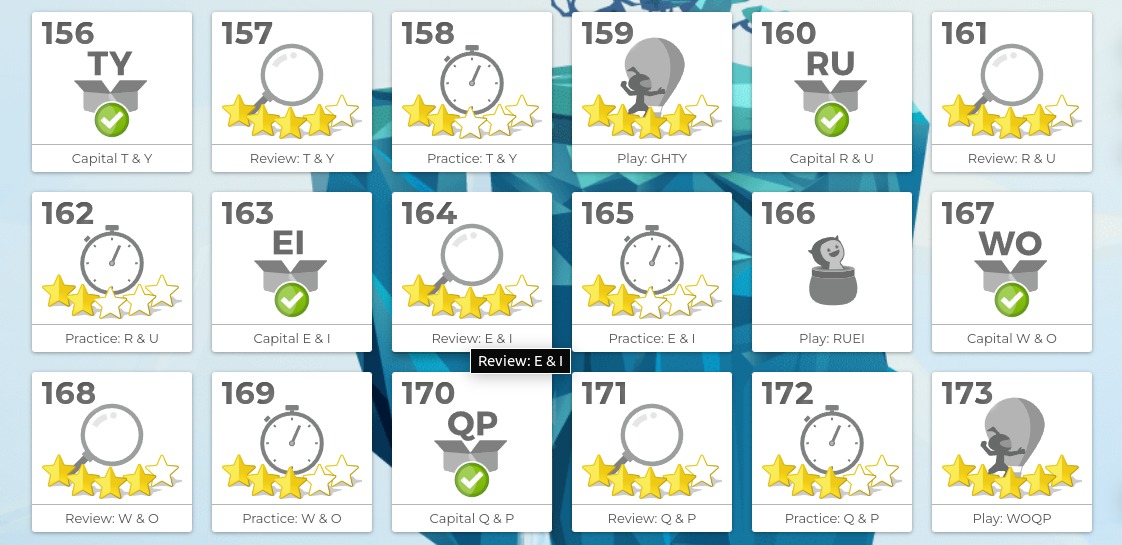 156
TY
Capital T & Y
157
Review: T & Y
158
Practice: T & Y
159
Play: GHTY
160
RU
Capital R & U
161
Review: R & U
162
Practice: R & U
163
EI
Capital E & I
164
Review: E & I
165
Practice: E & I
166
Play: RUEI
167
WO
Capital W & O
Review: E & I
168
Review: W & O
169
Practice: W & O
170
QP
Capital Q & P
171
Review: Q & P
172
Practice: Q & P
173
Play: WOQP